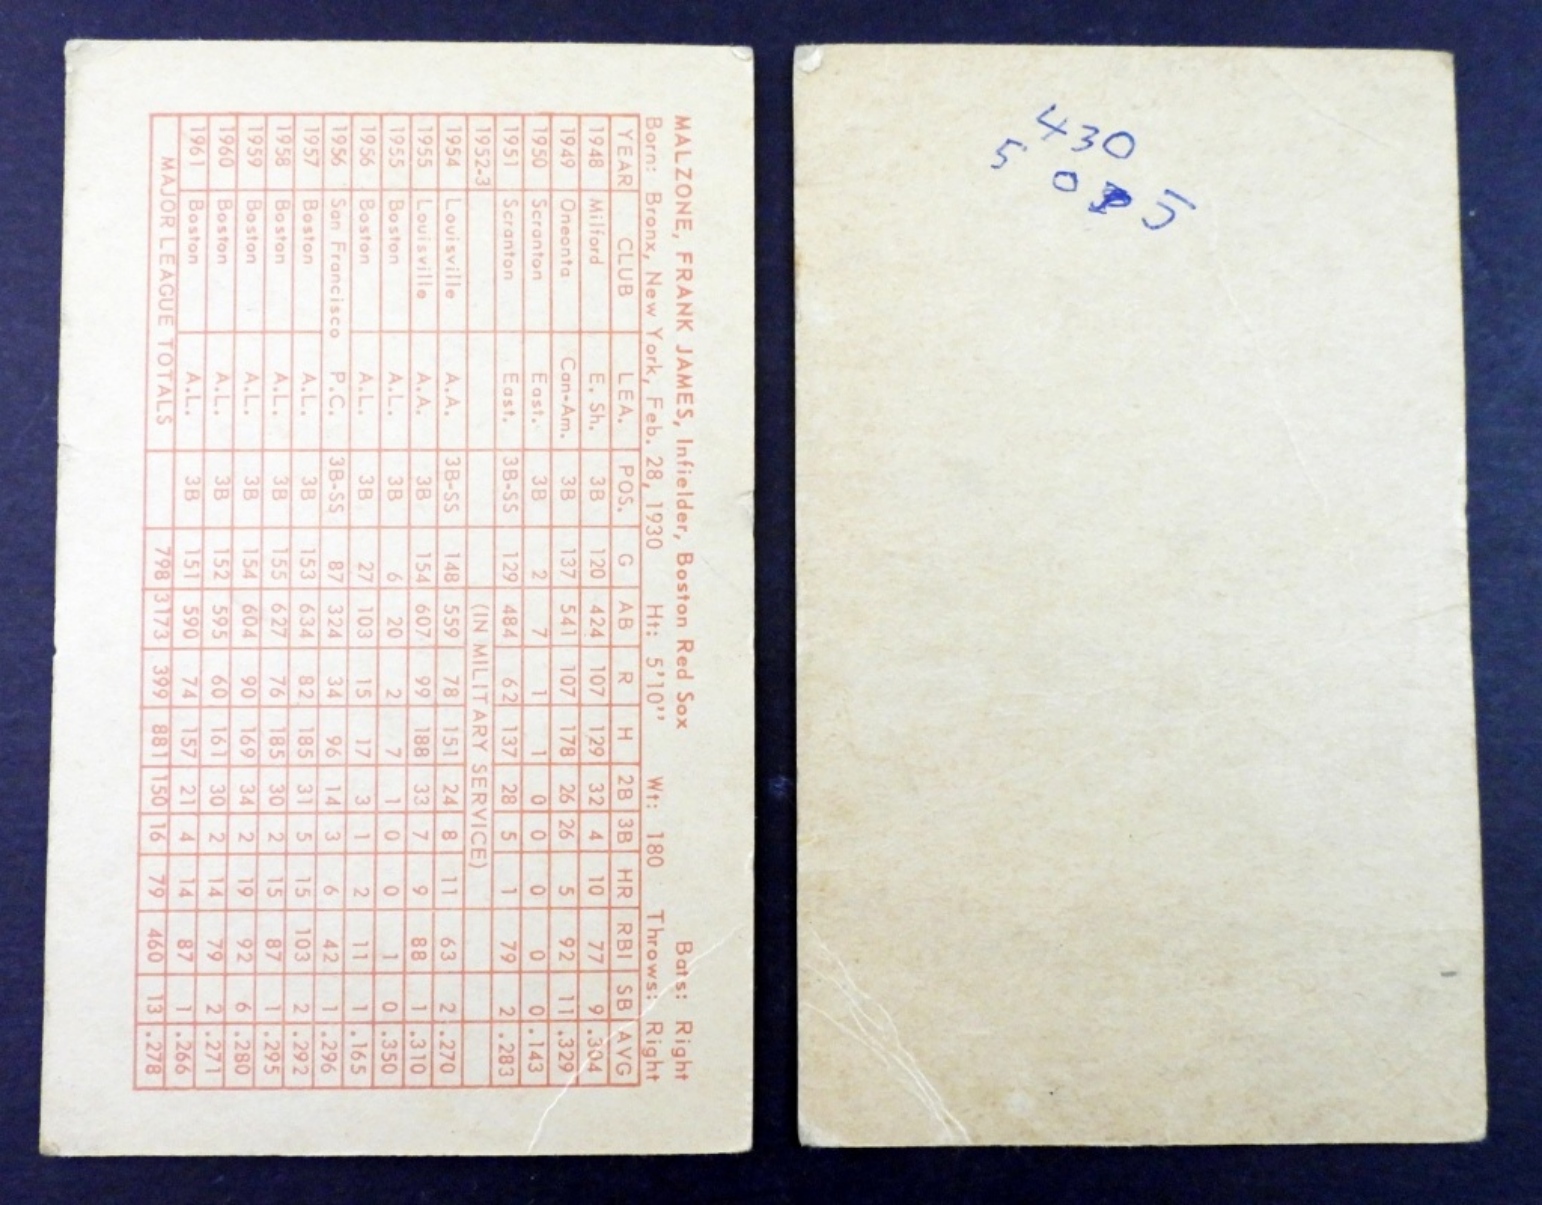 MALZONE, FRANK JAMES, Infielder, Boston Red Sox Bats: Right
Born: Bronx, New York, Feb. 28, 1930 Ht: 5'10" Wt: 180 Throws: Right
YEAR CLUB LEA. POS. G AB R H 2B 3B HR RBI SB AVG
1948 Milford E. Sh. 3B 120 424 107 129 32 4 10 77 9 .304
1949 Oneonta Can-Am. 3B 137 541 107 178 26 26 5 92 11 .329
1950 Scranton East. 3B 2 7 1 1 0 0 0 0 0 .143
1951 Scranton East. 3B-SS 129 484 62 137 28 5 1 79 2 .283
1952-3 (IN MILITARY SERVICE)
1954 Louisville A.A. 3B-SS 148 559 78 151 24 8 11 63 2 .270
1955 Louisville A.A. 3B 154 607 99 188 33 7 9 88 1 .310
1955 Boston A.L. 3B 6 20 2 7 1 0 0 1 0 .350
1956 Boston A.L. 3B 27 103 15 17 3 1 2 11 1 .165
1956 San Francisco P.C. 3B-SS 87 324 34 96 14 3 6 42 1 .296
1957 Boston A.L. 3B 153 634 82 185 31 5 15 103 2 .292
1958 Boston A.L. 3B 155 627 76 185 30 2 15 87 1 .295
1959 Boston A.L. 3B 154 604 90 169 34 2 19 92 6 .280
1960 Boston A.L. 3B 152 595 60 161 30 2 14 79 2 .271
1961 Boston A.L. 3B 151 590 74 157 21 4 14 87 1 .266
MAJOR LEAGUE TOTALS 798 3173 399 881 150 16 79 460 13 .278
430